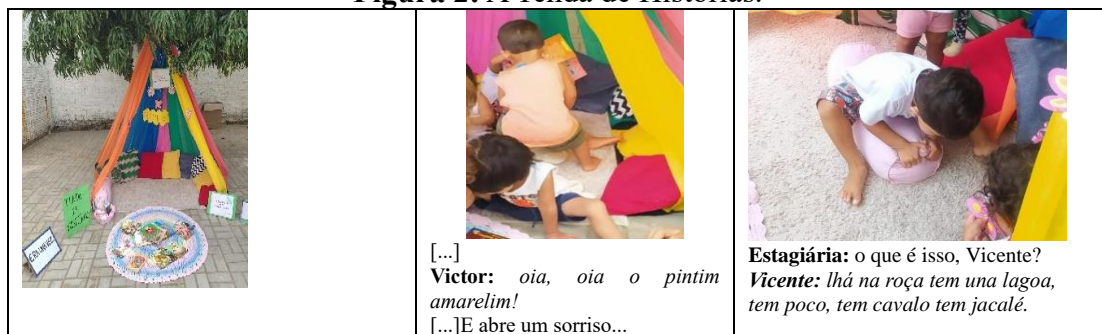 Figura 2: A Tenda de Histórias.
[...]
Victor: oia, oia o pintim
amarelim!
[...]E abre um sorriso...
Estagiária: o que é isso, Vicente?
Vicente: lhá na roça tem una lagoa,
tem poco, tem cavalo tem jacalé.